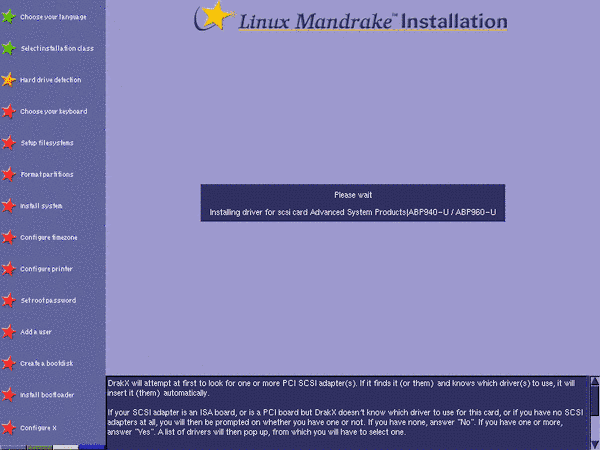 Linux Mandrake™ Installation
Choose your language
Select installation class
Hard drive detection
Choose your keyboard
Setup filesystems
Format partitions
Install system
Configure timezone
Configure printer
Set root password
Add a user
Create a bootdisk
Install bootloader
Configure X
Please wait
Installing driver for scsi card Advanced System Products|ABP940-U / ABP960-U
DrakX will attempt at first to look for one or more PCI SCSI adapter(s). If it finds it (or them) and knows which driver(s) to use, it will
insert it (them) automatically.
If your SCSI adapter is an ISA board, or is a PCI board but DrakX doesn't know which driver to use for this card, or if you have no SCSI
adapters at all, you will then be prompted on whether you have one or not. If you have none, answer "No". If you have one or more,
answer "Yes". A list of drivers will then pop up, from which you will have to select one.